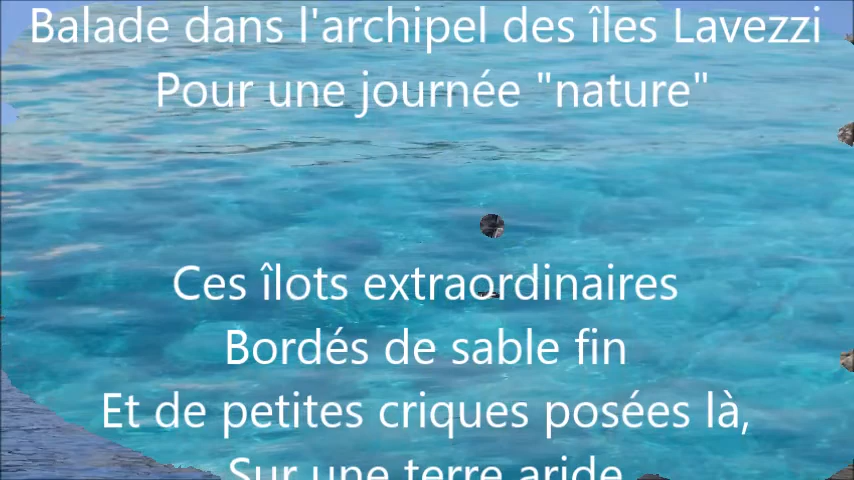 Balade dans l'archipel des îles Lavezzi
Pour une journée "nature"
Ces îlots extraordinaires
Bordés de sable fin
Et de petites criques posées là,
Sur une terre aride